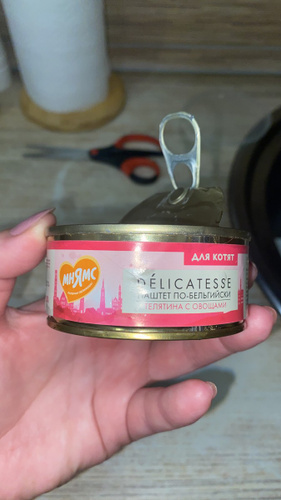 ДЛЯ КОТЯТ
мнЯмс
DÉLICATESSE
ПАШТЕТ ПО-БЕЛЬГИЙСКИ
ТЕЛЯТИНА С ОВОЩАМИ